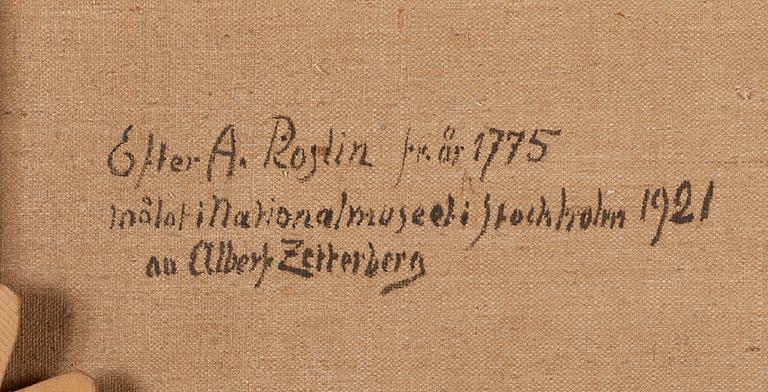 Efter A. Roslin fr. år 1775
målat i Nationalmuseet i Stockholm 1921
av Albert Zetterberg